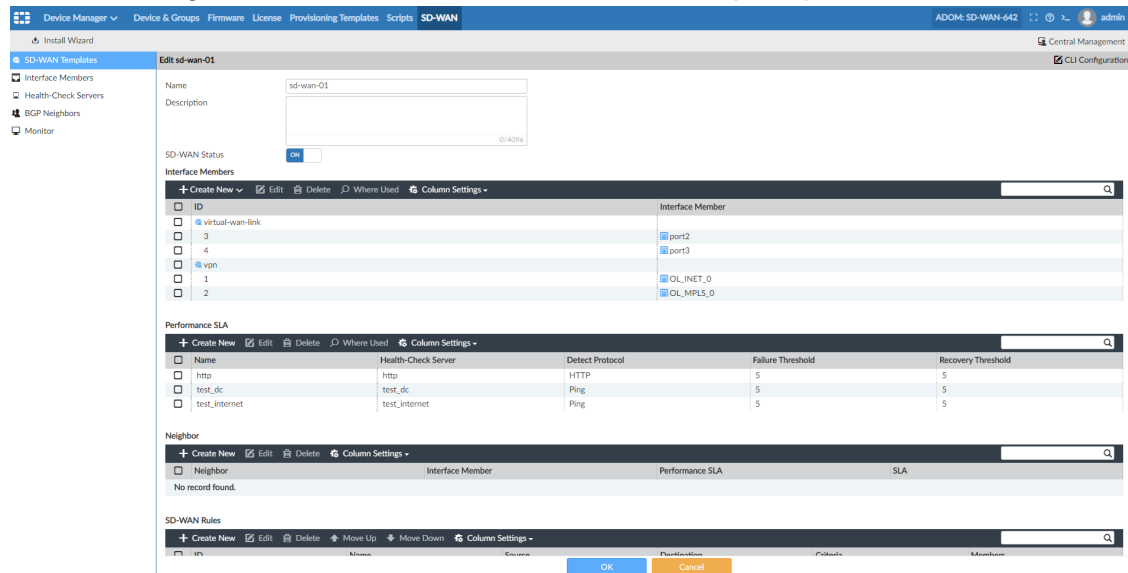 Device Manager Device & Groups Firmware License Provisioning Templates Scripts SD-WAN ADOM: SD-WAN-642 admin
Install Wizard Central Management
SD-WAN Templates Edit sd-wan-01 CLI Configuration
Interface Members
Health-Check Servers
BGP Neighbors
Monitor
Name sd-wan-01
Description
0/4096
SD-WAN Status ON
Interface Members
+ Create New Edit Delete Where Used Column Settings
ID Interface Member
virtual-wan-link
3 port2
4 port3
vpn
1 OL_INET_0
2 OL_MPLS_0
Performance SLA
+ Create New Edit Delete Where Used Column Settings
Name Health-Check Server Detect Protocol Failure Threshold Recovery Threshold
http http HTTP 5 5
test_dc test_dc Ping 5 5
test_internet test_internet Ping 5 5
Neighbor
+ Create New Edit Delete Column Settings
Neighbor Interface Member Performance SLA SLA
No record found.
SD-WAN Rules
+ Create New Edit Delete Move Up Move Down Column Settings
ID Name Source Destination Criteria Members
OK Cancel